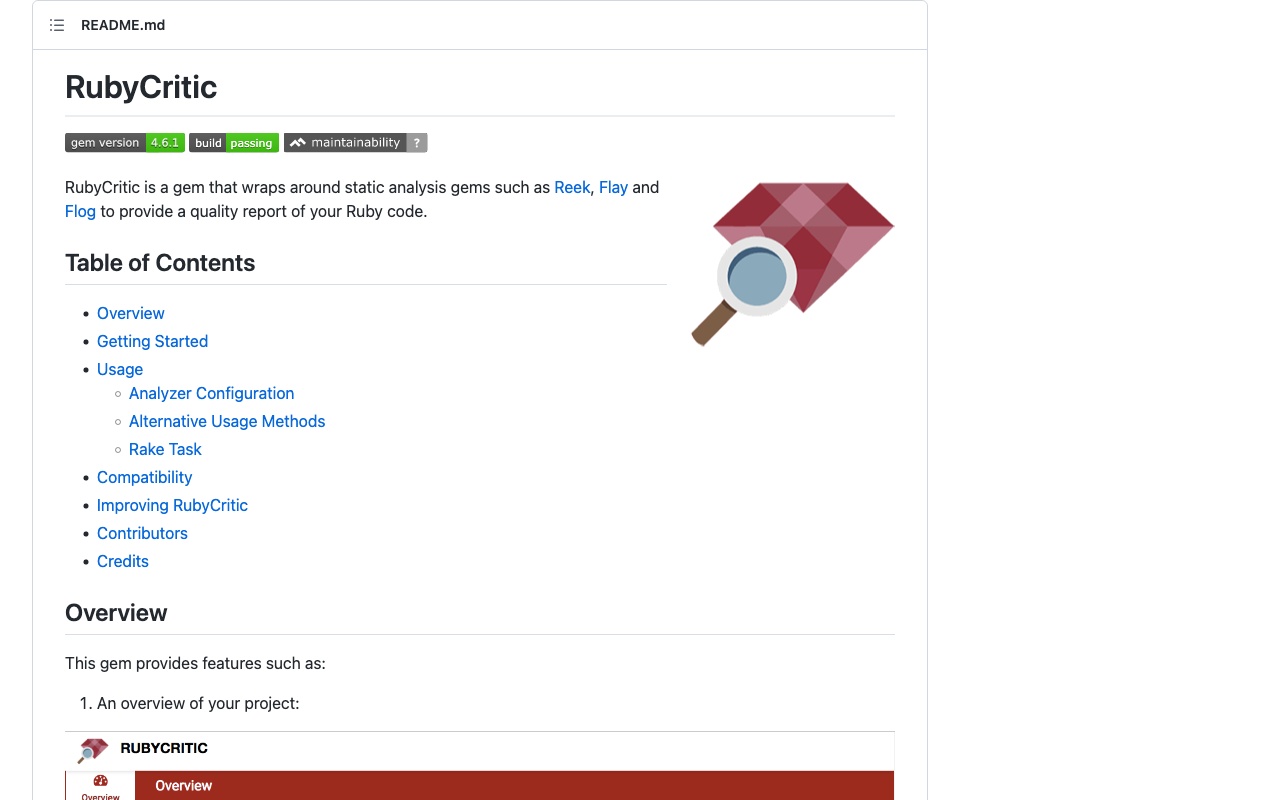 README.md
RubyCritic
gem version 4.6.1 build passing maintainability ?
RubyCritic is a gem that wraps around static analysis gems such as Reek, Flay and
Flog to provide a quality report of your Ruby code.
Table of Contents
Overview
Getting Started
Usage
Analyzer Configuration
Alternative Usage Methods
Rake Task
Compatibility
Improving RubyCritic
Contributors
Credits
Overview
This gem provides features such as:
1. An overview of your project:
RUBYCRITIC
Overview
Overview